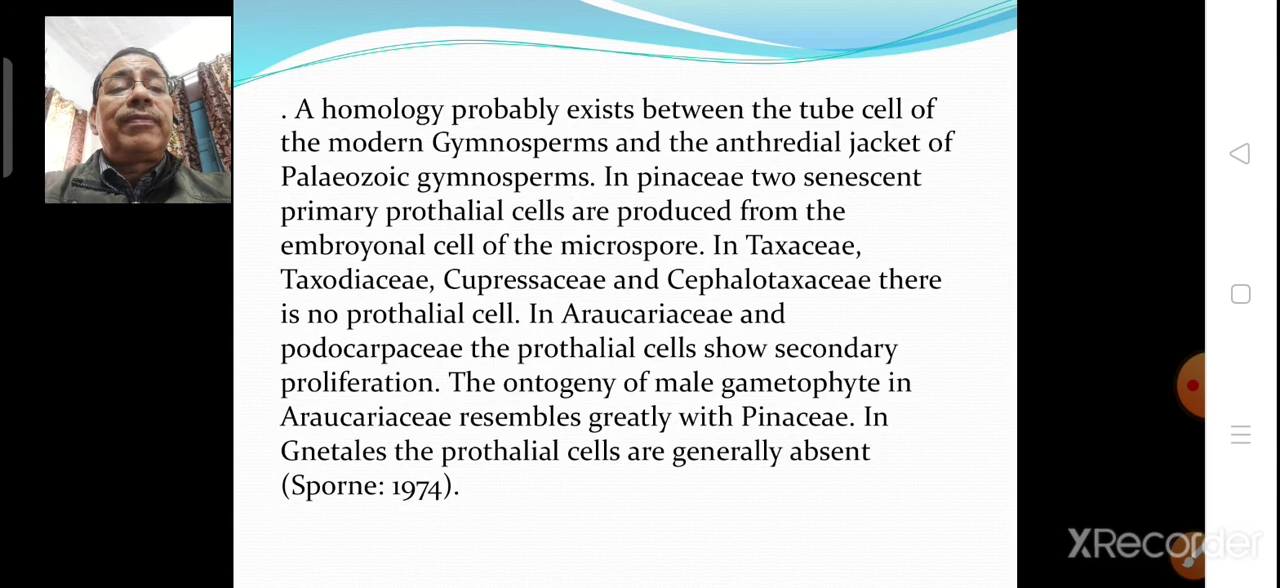 . A homology probably exists between the tube cell of
the modern Gymnosperms and the anthredial jacket of
Palaeozoic gymnosperms. In pinaceae two senescent
primary prothalial cells are produced from the
embroyonal cell of the microspore. In Taxaceae,
Taxodiaceae, Cupressaceae and Cephalotaxaceae there
is no prothalial cell. In Araucariaceae and
podocarpaceae the prothalial cells show secondary
proliferation. The ontogeny of male gametophyte in
Araucariaceae resembles greatly with Pinaceae. In
Gnetales the prothalial cells are generally absent
(Sporne: 1974).
XRecorder